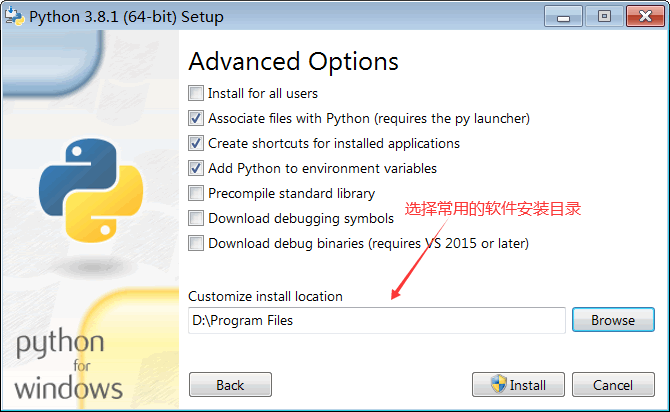 Python 3.8.1 (64-bit) Setup
Advanced Options
Install for all users
Associate files with Python (requires the py launcher)
Create shortcuts for installed applications
Add Python to environment variables
Precompile standard library
选择常用的软件安装目录
Download debugging symbols
Download debug binaries (requires VS 2015 or later)
Customize install location
D:\Program Files
Browse
python
for
windows
Back
Install
Cancel